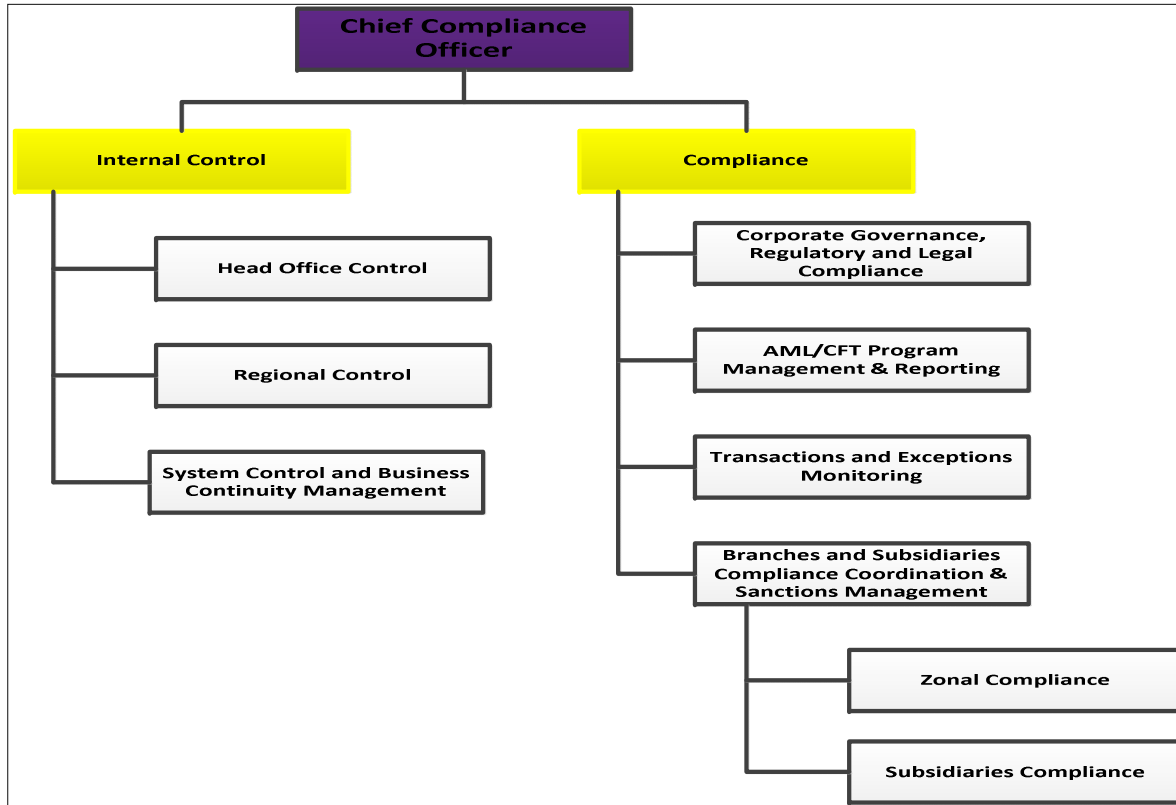 Chief Compliance
Officer
Internal Control
Compliance
Head Office Control
Regional Control
System Control and Business
Continuity Management
Corporate Governance,
Regulatory and Legal
Compliance
AML/CFT Program
Management & Reporting
Transactions and Exceptions
Monitoring
Branches and Subsidiaries
Compliance Coordination &
Sanctions Management
Zonal Compliance
Subsidiaries Compliance